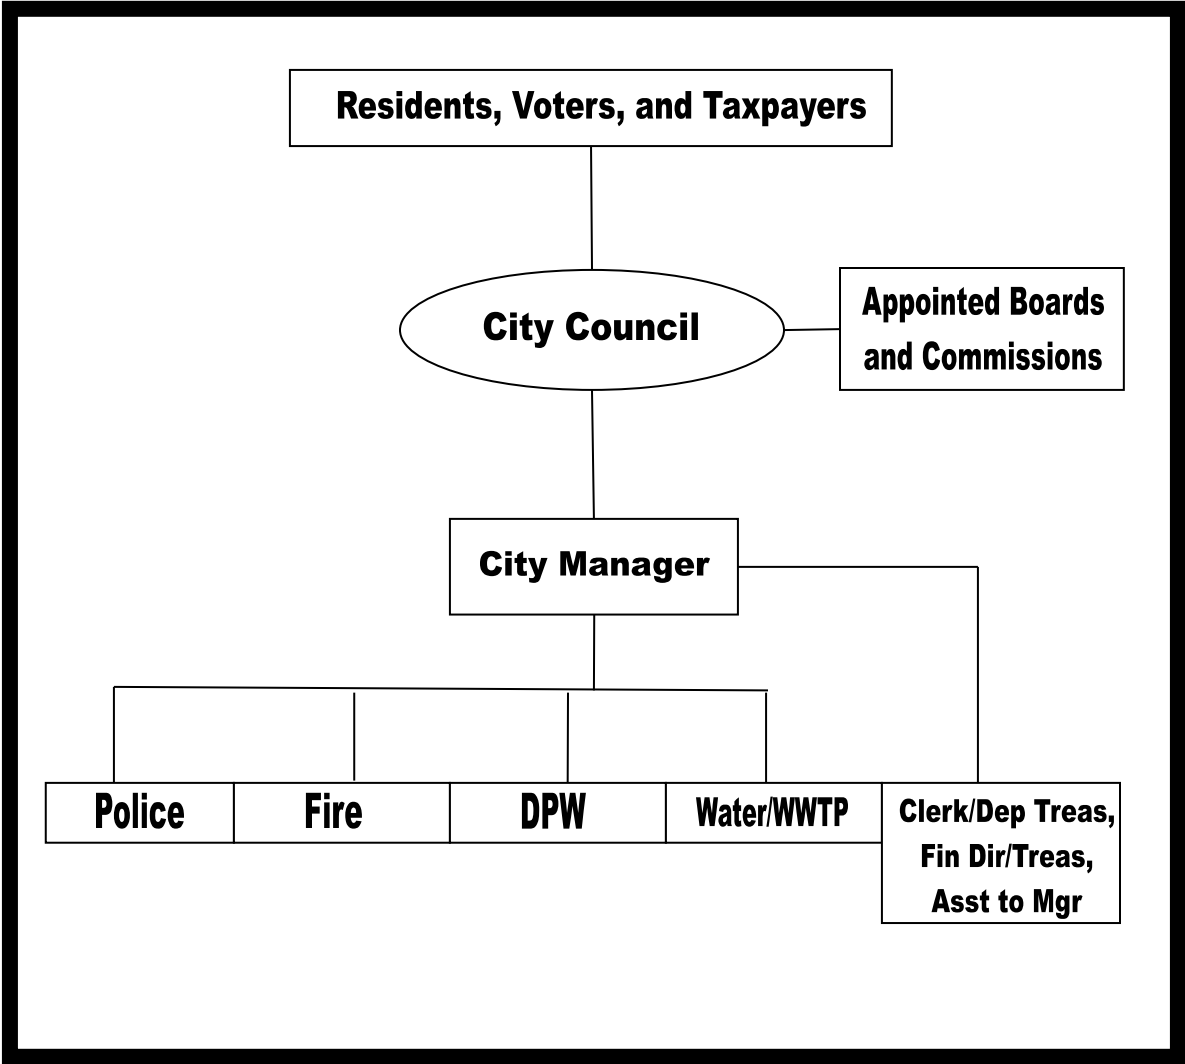 Residents, Voters, and Taxpayers
City Council
Appointed Boards
and Commissions
City Manager
Police
Fire
DPW
Water/WWTP
Clerk/Dep Treas,
Fin Dir/Treas,
Asst to Mgr